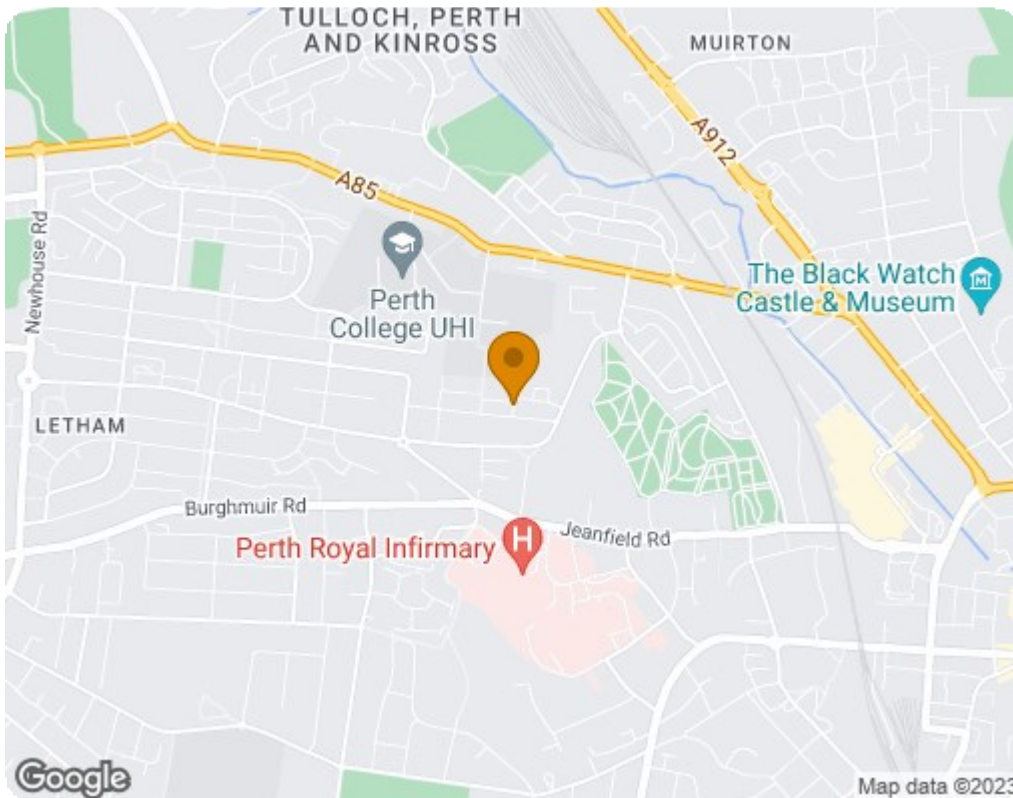 TULLOCH, PERTH
AND KINROSS
MUIRTON
A912
A85
Newhouse Rd
Perth
College UHI
The Black Watch
Castle & Museum
M
LETHAM
Burghmuir Rd
Jeanfield Rd
Perth Royal Infirmary
H
Google
Map data ©2023